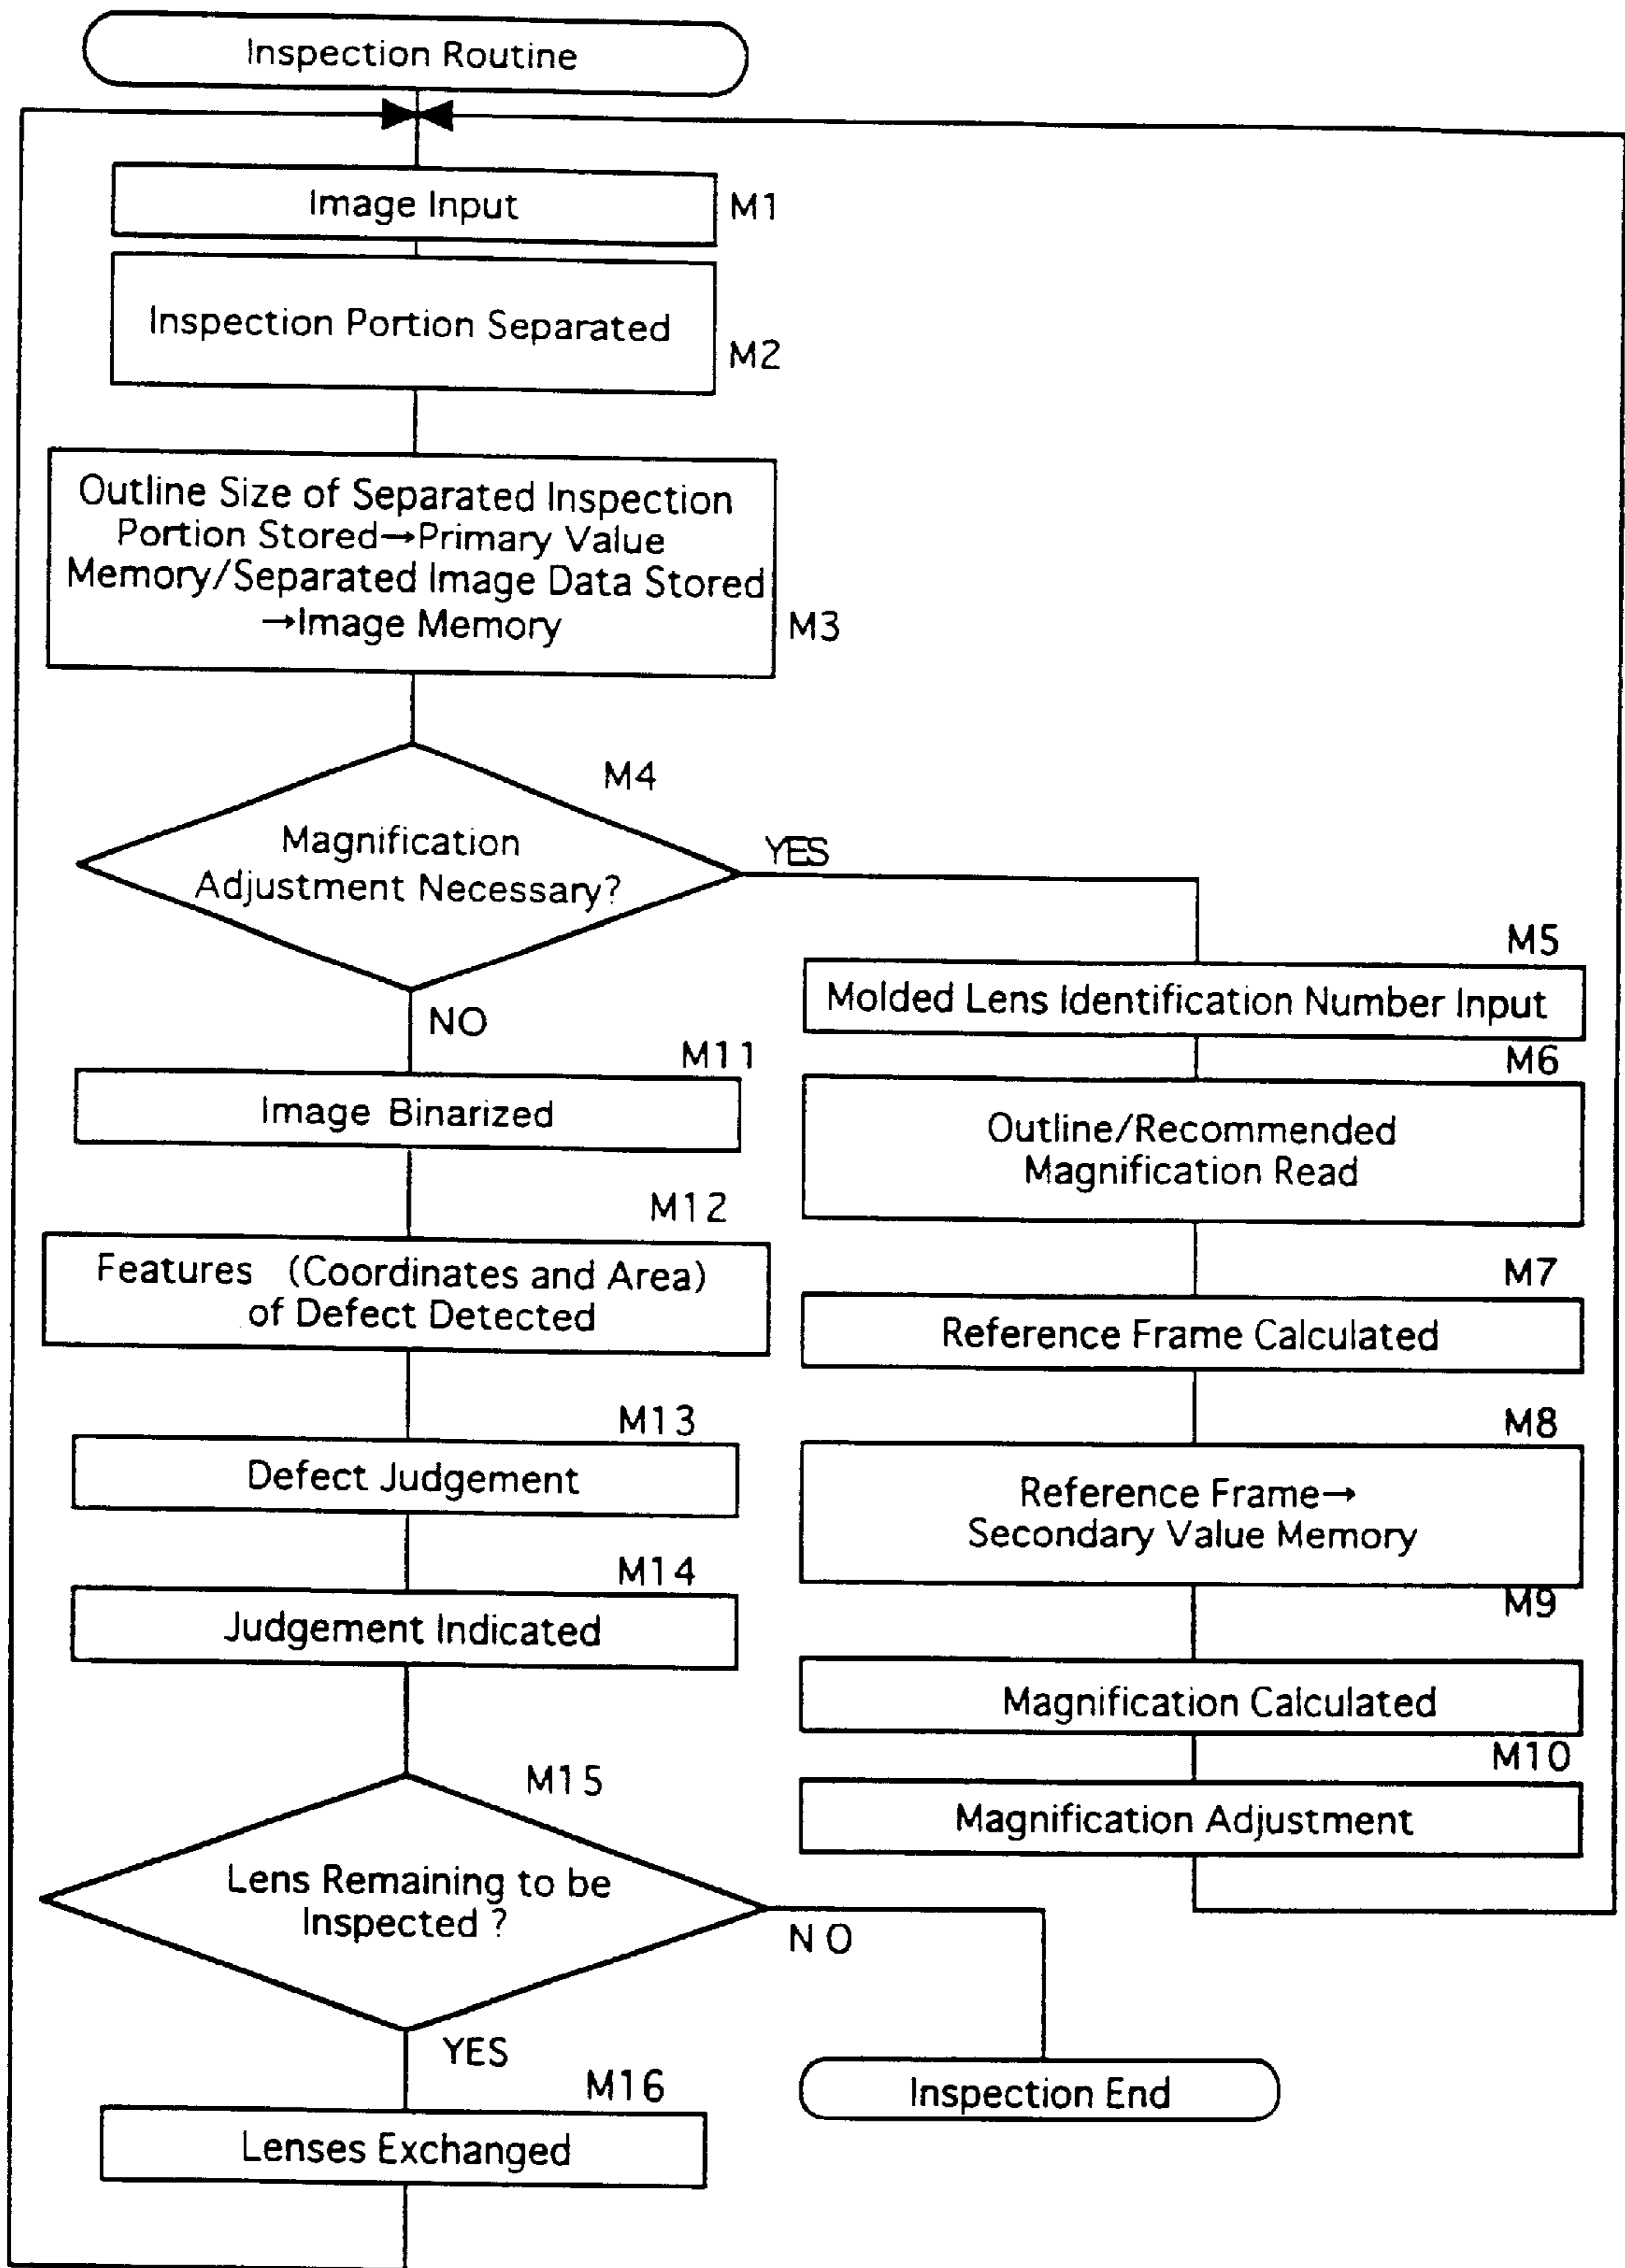 Inspection Routine
Image Input
M1
Inspection Portion Separated
M2
Outline Size of Separated Inspection
Portion Stored→Primary Value
Memory/Separated Image Data Stored
→Image Memory
M3
M4
Magnification
Adjustment Necessary?
YES
NO
M5
Molded Lens Identification Number Input
M6
Outline/Recommended
Magnification Read
M7
Reference Frame Calculated
M8
Reference Frame→
Secondary Value Memory
M9
Magnification Calculated
M10
Magnification Adjustment
M11
Image Binarized
M12
Features (Coordinates and Area)
of Defect Detected
M13
Defect Judgement
M14
Judgement Indicated
M15
Lens Remaining to be
Inspected ?
NO
YES
Inspection End
M16
Lenses Exchanged